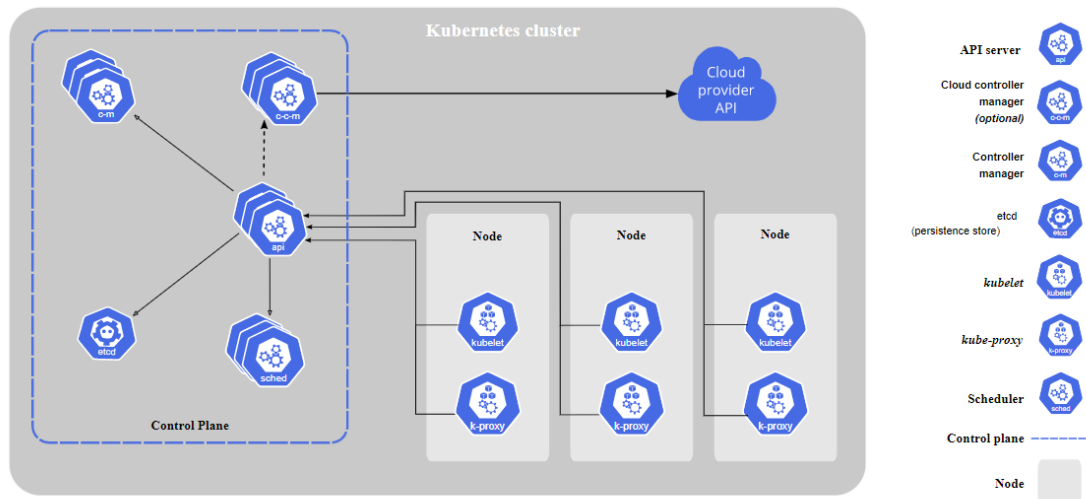 Kubernetes cluster
c-m
c-c-m
Cloud
provider
API
api
Node
Node
Node
etcd
sched
kubelet
kubelet
kubelet
k-proxy
k-proxy
k-proxy
Control Plane
API server
api
Cloud controller
manager
(optional)
c-c-m
Controller
manager
c-m
etcd
(persistence store)
etcd
kubelet
kubelet
kube-proxy
k-proxy
Scheduler
sched
Control plane
Node